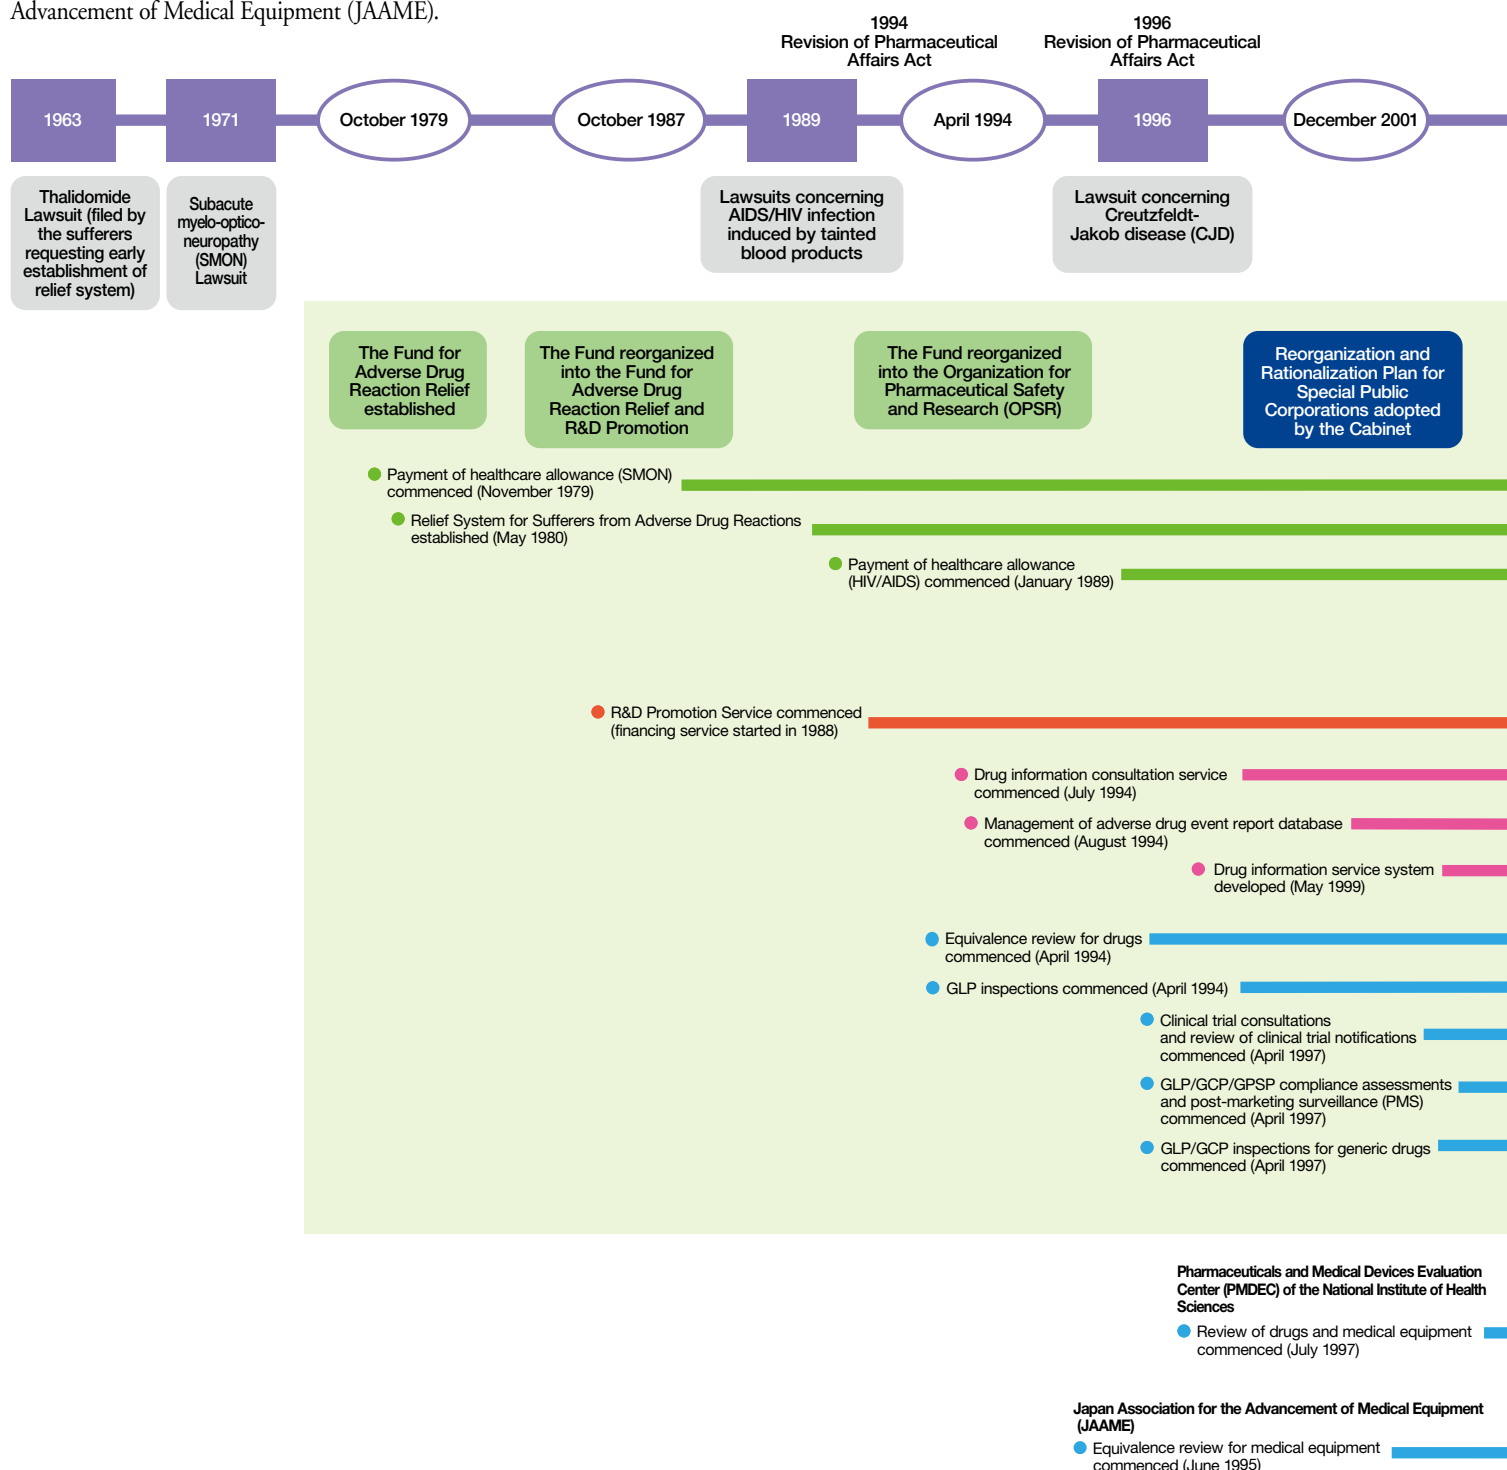 Advancement of Medical Equipment (JAAME).
1994
Revision of Pharmaceutical
Affairs Act
1996
Revision of Pharmaceutical
Affairs Act
1963
1971
October 1979
October 1987
1989
April 1994
1996
December 2001
Thalidomide
Lawsuit (filed by
the sufferers
requesting early
establishment of
relief system)
Subacute
myelo-optico-
neuropathy
(SMON)
Lawsuit
Lawsuits concerning
AIDS/HIV infection
induced by tainted
blood products
Lawsuit concerning
Creutzfeldt-
Jakob disease (CJD)
The Fund for
Adverse Drug
Reaction Relief
established
The Fund reorganized
into the Fund for
Adverse Drug
Reaction Relief and
R&D Promotion
The Fund reorganized
into the Organization for
Pharmaceutical Safety
and Research (OPSR)
Reorganization and
Rationalization Plan for
Special Public
Corporations adopted
by the Cabinet
Payment of healthcare allowance (SMON)
commenced (November 1979)
Relief System for Sufferers from Adverse Drug Reactions
established (May 1980)
Payment of healthcare allowance
(HIV/AIDS) commenced (January 1989)
R&D Promotion Service commenced
(financing service started in 1988)
Drug information consultation service
commenced (July 1994)
Management of adverse drug event report database
commenced (August 1994)
Drug information service system
developed (May 1999)
Equivalence review for drugs
commenced (April 1994)
GLP inspections commenced (April 1994)
Clinical trial consultations
and review of clinical trial notifications
commenced (April 1997)
GLP/GCP/GPSP compliance assessments
and post-marketing surveillance (PMS)
commenced (April 1997)
GLP/GCP inspections for generic drugs
commenced (April 1997)
Pharmaceuticals and Medical Devices Evaluation
Center (PMDEC) of the National Institute of Health
Sciences
Review of drugs and medical equipment
commenced (July 1997)
Japan Association for the Advancement of Medical Equipment
(JAAME)
Equivalence review for medical equipment
commenced (June 1995)